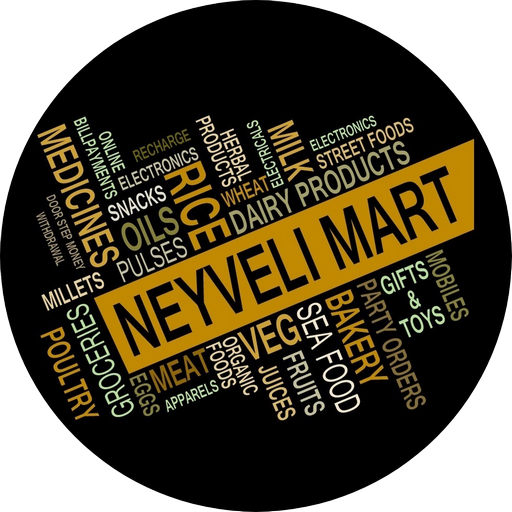 MEDICINES
ONLINE
BILLPAYMENTS
RECHARGE
ELECTRONICS
SNACKS
OILS
PULSES
RICE
HERBAL
PRODUCTS
WHEAT
ELECTRICALS
MILK
ELECTRONICS
STREET FOODS
DAIRY PRODUCTS
DOOR STEP MONEY
WITHDRAWAL
MILLETS
NEYVELI MART
POULTRY
GROCERIES
EGGS
MEAT
APPARELS
ORGANIC
FOODS
VEG
JUICES
FRUITS
SEA FOOD
BAKERY
PARTY ORDERS
GIFTS
&
TOYS
MOBILES